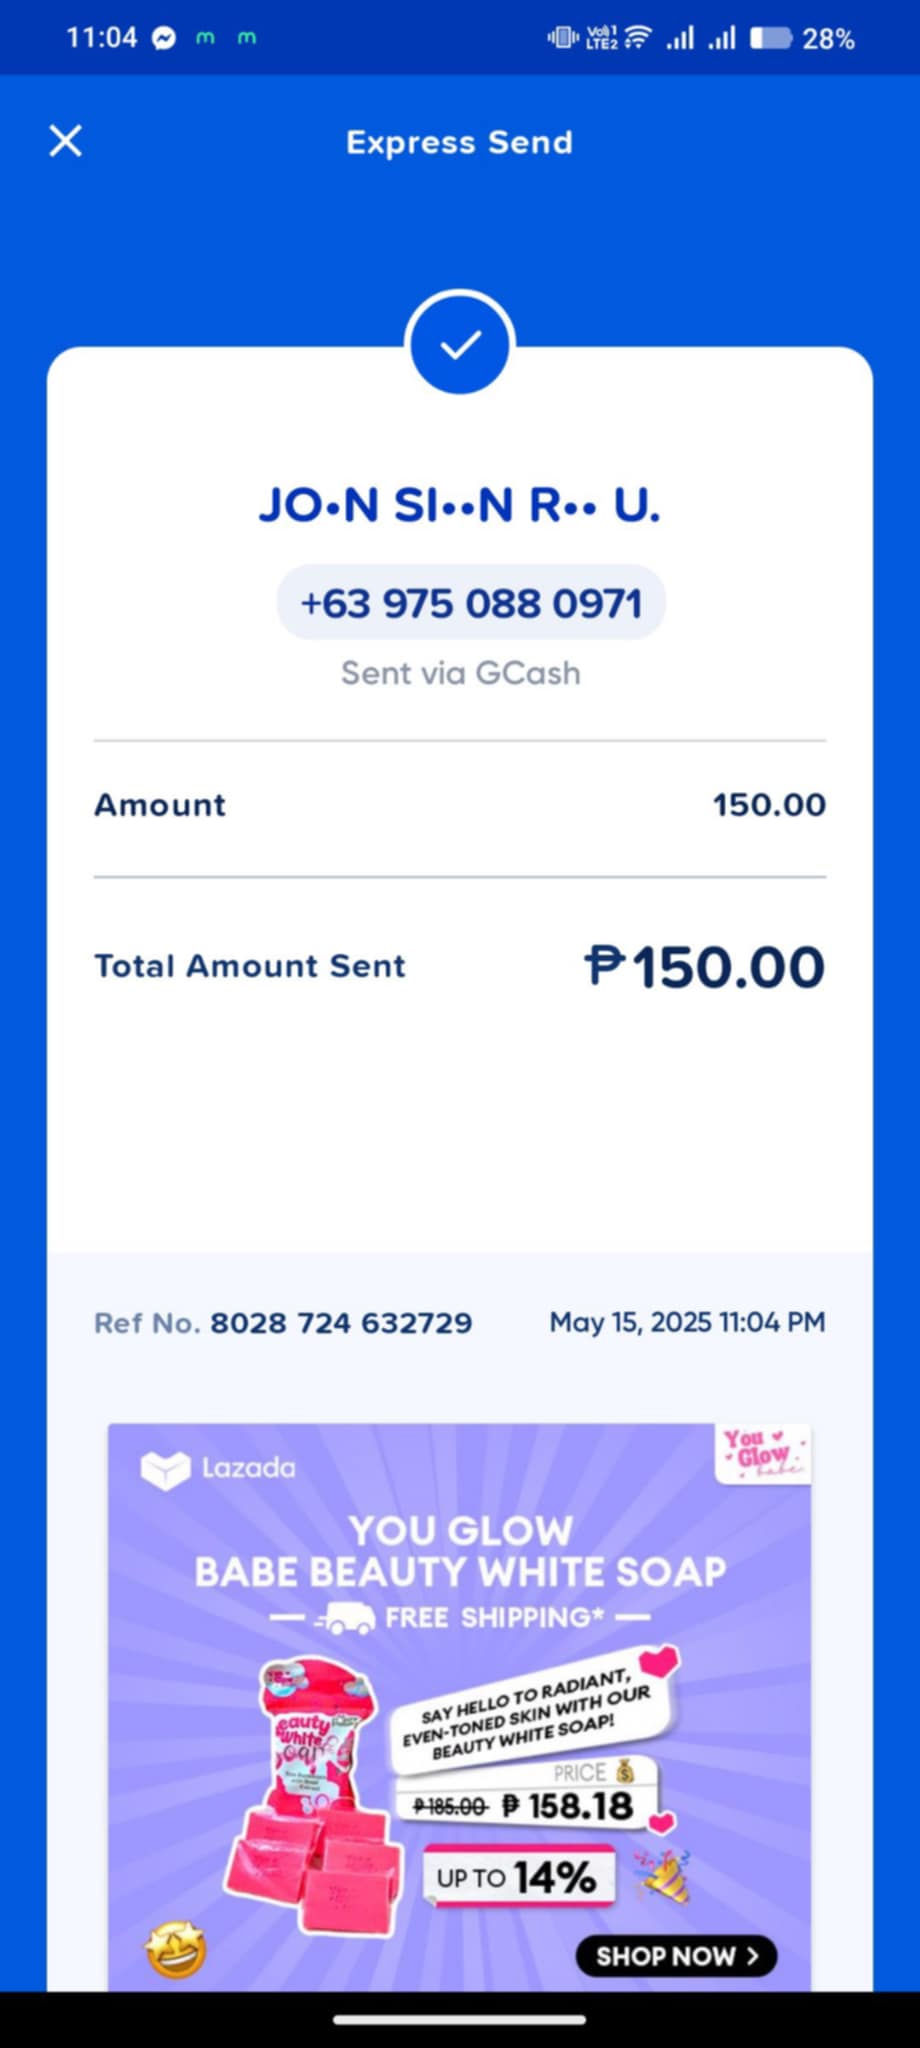 11:04 m m Vo)) 1 LTE2 28%
Express Send
JO•N SI••N R•• U.
+63 975 088 0971
Sent via GCash
Amount 150.00
Total Amount Sent ₱150.00
Ref No. 8028 724 632729 May 15, 2025 11:04 PM
Lazada
You Glow babe
YOU GLOW
BABE BEAUTY WHITE SOAP
FREE SHIPPING*
SAY HELLO TO RADIANT,
EVEN-TONED SKIN WITH OUR
BEAUTY WHITE SOAP!
PRICE
₱185.00 ₱ 158.18
UP TO 14%
SHOP NOW >